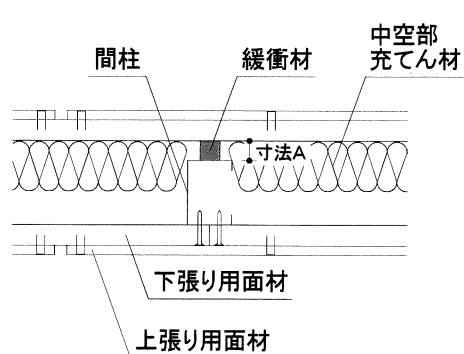 間柱
緩衝材
中空部
充てん材
寸法A
下張り用面材
上張り用面材